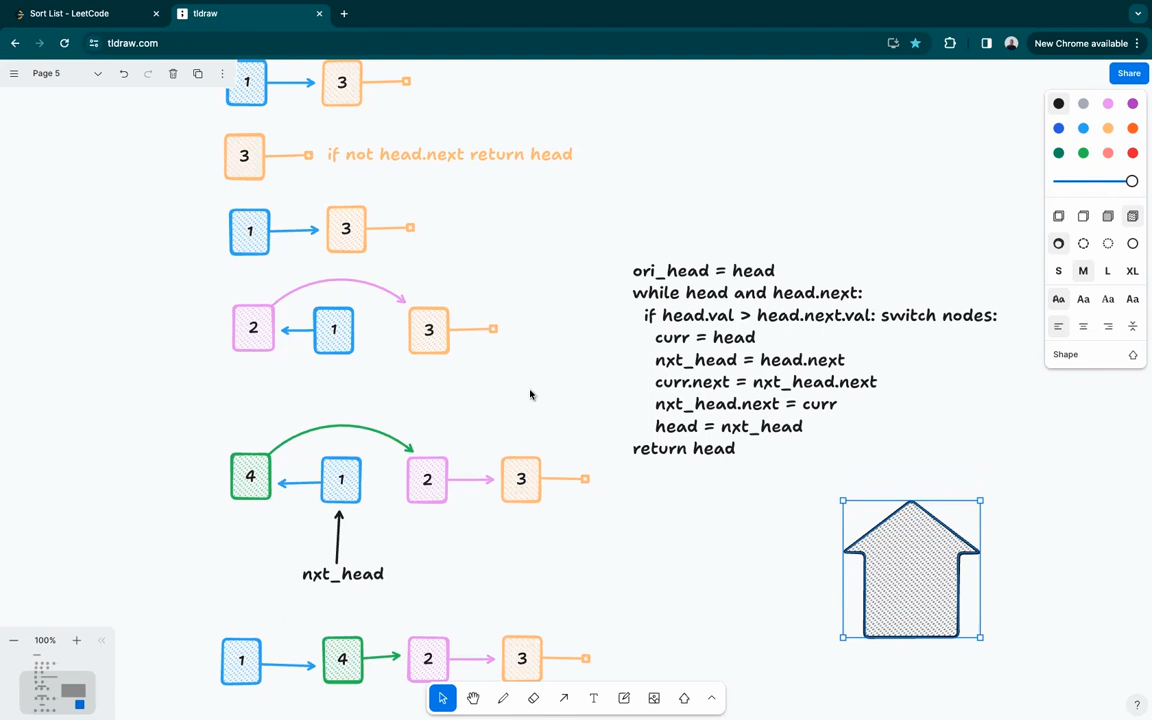 Sort List - LeetCode
tldraw
tldraw.com
New Chrome available
Page 5
Share
1
3
3
if not head.next return head
1
3
2
1
3
ori_head = head
while head and head.next:
if head.val > head.next.val: switch nodes:
curr = head
nxt_head = head.next
curr.next = nxt_head.next
nxt_head.next = curr
head = nxt_head
return head
S
M
L
XL
Aa
Aa
Aa
Aa
Shape
4
1
2
3
nxt_head
1
4
2
3
100%
T
?